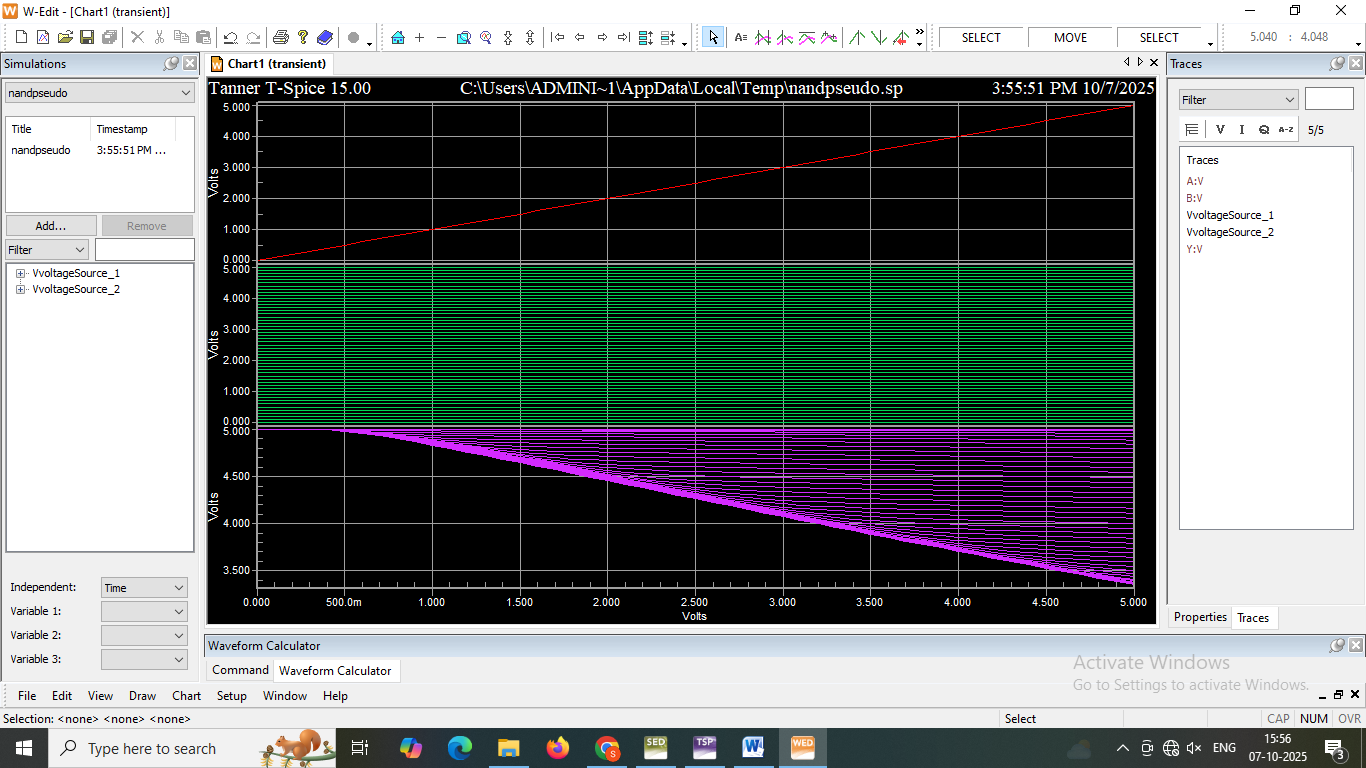 W-Edit - [Chart1 (transient)]
SELECT
MOVE
SELECT
5.040 : 4.048
Simulations
nandpseudo
Title Timestamp
nandpseudo 3:55:51 PM ...
Add...
Remove
Filter
VvoltageSource_1
VvoltageSource_2
Independent: Time
Variable 1:
Variable 2:
Variable 3:
Chart1 (transient)
Tanner T-Spice 15.00 C:\Users\ADMINI~1\AppData\Local\Temp\nandpseudo.sp 3:55:51 PM 10/7/2025
5.000
4.000
3.000
Volts
2.000
1.000
0.000
5.000
4.000
3.000
Volts
2.000
1.000
0.000
5.000
4.500
Volts
4.000
3.500
0.000 500.0m 1.000 1.500 2.000 2.500 3.000 3.500 4.000 4.500 5.000
Volts
Traces
Filter
V I Q A-Z 5/5
Traces
A:V
B:V
VvoltageSource_1
VvoltageSource_2
Y:V
Properties Traces
Waveform Calculator
Command Waveform Calculator
Activate Windows
Go to Settings to activate Windows.
File Edit View Draw Chart Setup Window Help
Selection: <none> <none> <none>
Select
CAP NUM OVR
Type here to search
SED
TSP
W
WED
ENG
15:56
07-10-2025
3